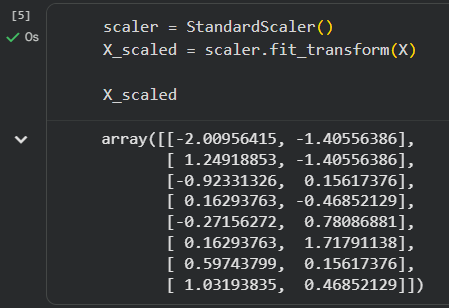 [5]
0s
scaler = StandardScaler()
X_scaled = scaler.fit_transform(X)
X_scaled
array([[-2.00956415, -1.40556386],
[ 1.24918853, -1.40556386],
[-0.92331326,  0.15617376],
[ 0.16293763, -0.46852129],
[-0.27156272,  0.78086881],
[ 0.16293763,  1.71791138],
[ 0.59743799,  0.15617376],
[ 1.03193835,  0.46852129]])